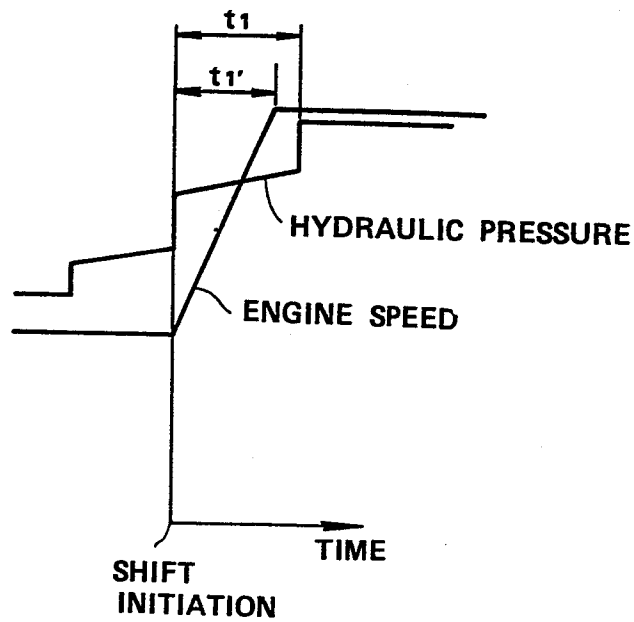 t1
t1'
HYDRAULIC PRESSURE
ENGINE SPEED
TIME
SHIFT
INITIATION